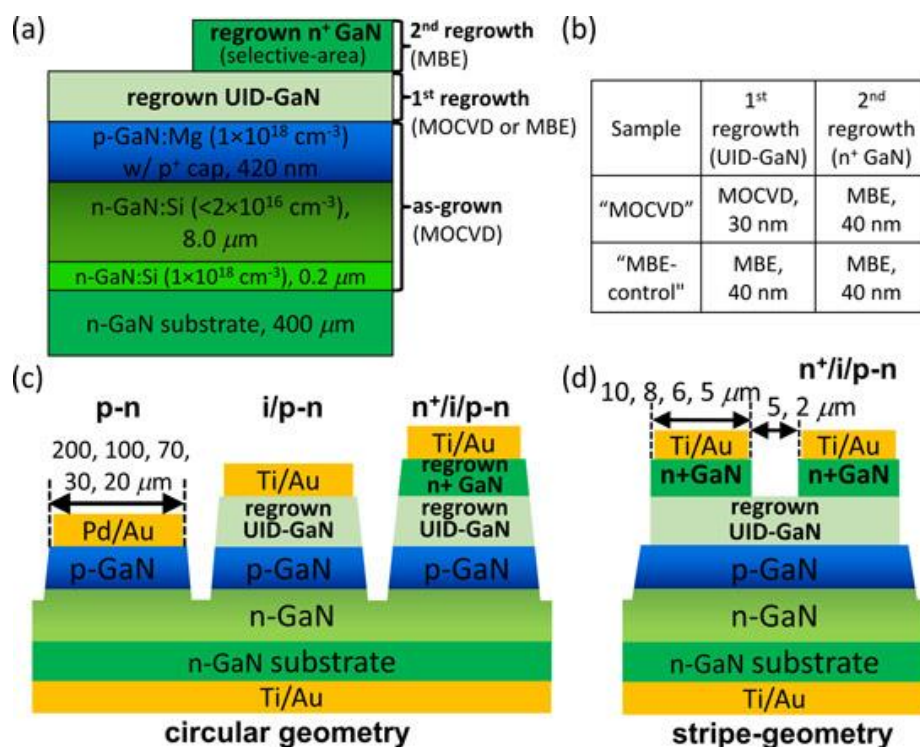 (a)
regrown n⁺ GaN
(selective-area)
2ⁿᵈ regrowth
(MBE)
regrown UID-GaN
1ˢᵗ regrowth
(MOCVD or MBE)
p-GaN:Mg (1×10¹⁸ cm⁻³)
w/ p⁺ cap, 420 nm
n-GaN:Si (<2×10¹⁶ cm⁻³),
8.0 μm
as-grown
(MOCVD)
n-GaN:Si (1×10¹⁸ cm⁻³), 0.2 μm
n-GaN substrate, 400 μm
(b)
Sample
1ˢᵗ
regrowth
(UID-GaN)
2ⁿᵈ
regrowth
(n⁺ GaN)
“MOCVD”
MOCVD,
30 nm
MBE,
40 nm
“MBE-
control"
MBE,
40 nm
MBE,
40 nm
(c)
p-n
200, 100, 70,
30, 20 μm
Pd/Au
p-GaN
i/p-n
Ti/Au
regrown
UID-GaN
p-GaN
n⁺/i/p-n
Ti/Au
regrown
n+ GaN
regrown
UID-GaN
p-GaN
n-GaN
n-GaN substrate
Ti/Au
circular geometry
(d)
n⁺/i/p-n
10, 8, 6, 5 μm
5, 2 μm
Ti/Au
Ti/Au
n+GaN
n+GaN
regrown
UID-GaN
p-GaN
n-GaN
n-GaN substrate
Ti/Au
stripe-geometry